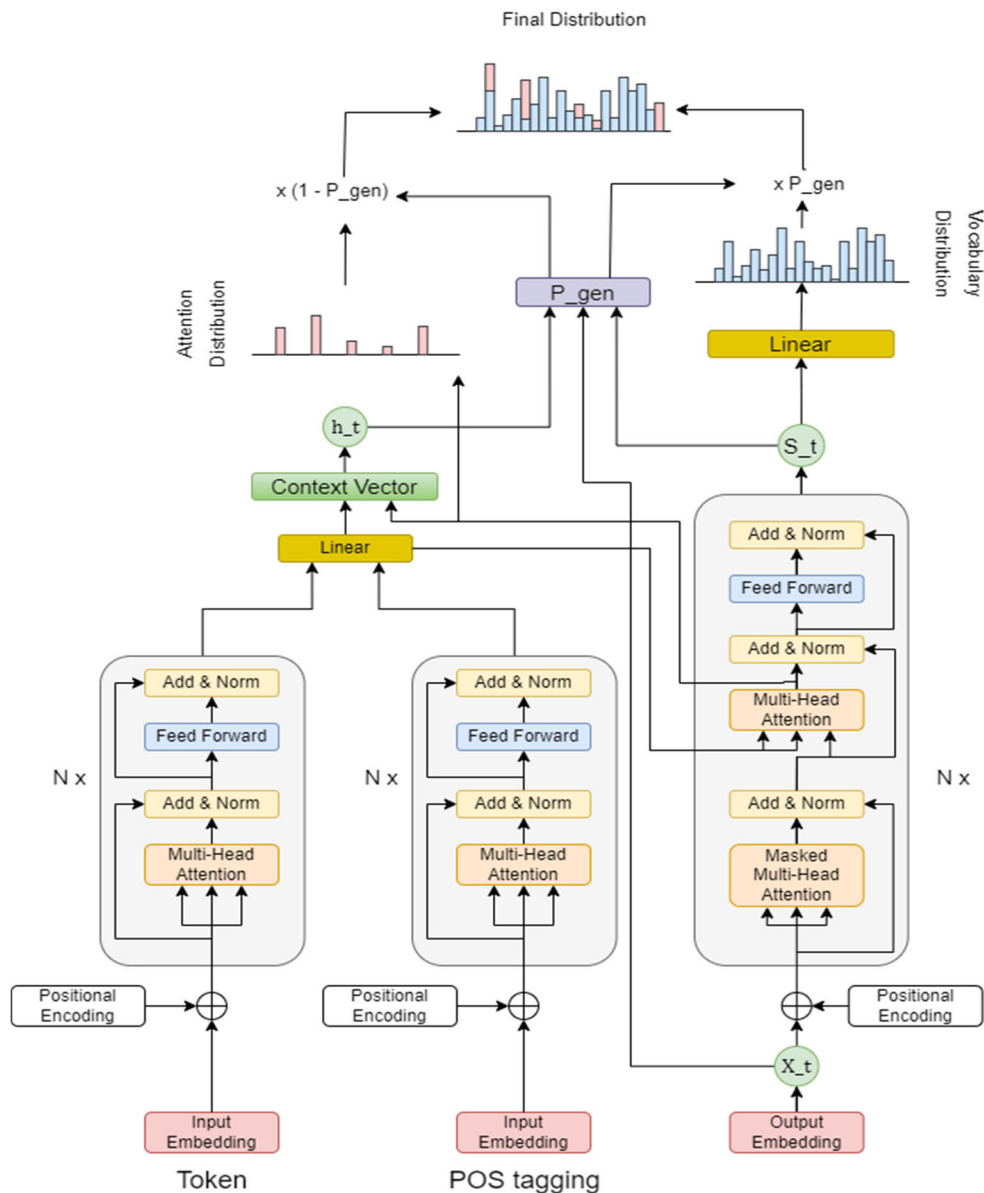 Final Distribution
x (1 - P_gen)
x P_gen
Vocabulary
Distribution
P_gen
Attention
Distribution
Linear
h_t
S_t
Context Vector
Linear
Add & Norm
Feed Forward
Add & Norm
Multi-Head
Attention
Add & Norm
Masked
Multi-Head
Attention
N x
Add & Norm
Feed Forward
N x
Add & Norm
Multi-Head
Attention
Add & Norm
Feed Forward
N x
Add & Norm
Multi-Head
Attention
Positional
Encoding
Positional
Encoding
Positional
Encoding
X_t
Input
Embedding
Input
Embedding
Output
Embedding
Token
POS tagging